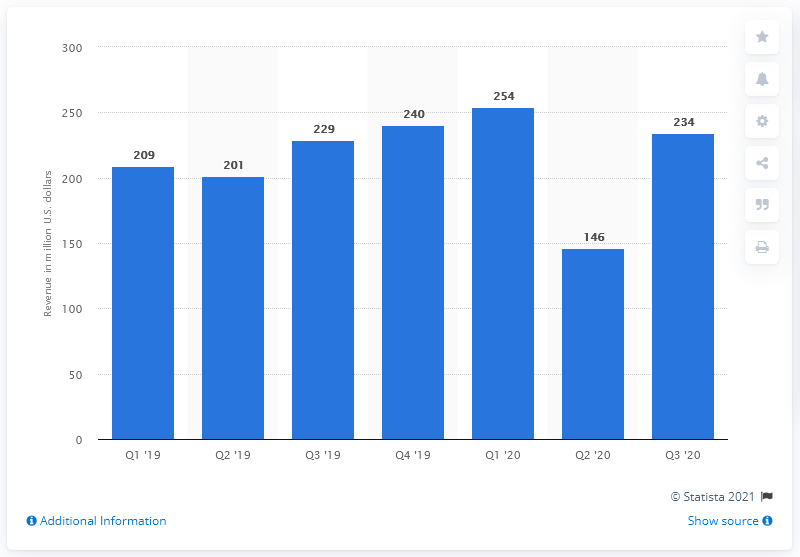 300
250
200
150
100
50
0
Revenue in million U.S. dollars
209
201
229
240
254
146
234
Q1 '19
Q2 '19
Q3 '19
Q4 '19
Q1 '20
Q2 '20
Q3 '20
© Statista 2021
Additional Information
Show source